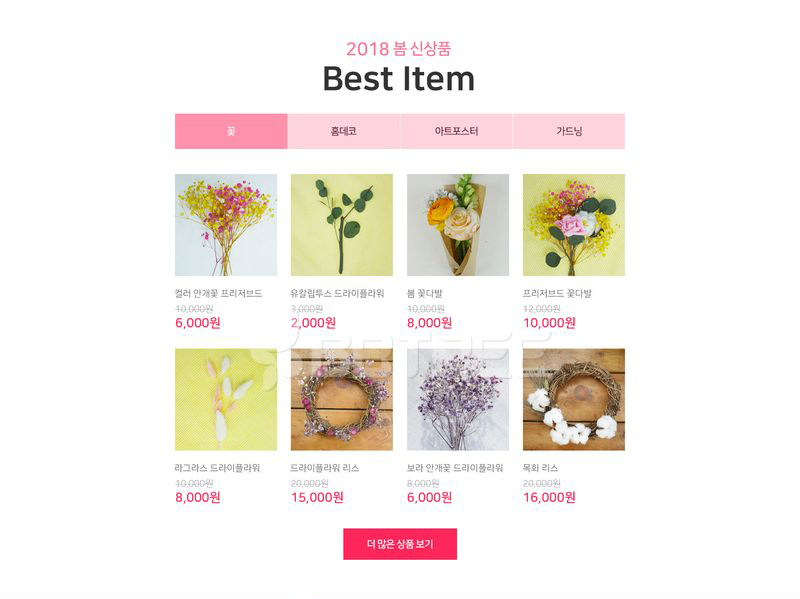 2018 봄 신상품
Best Item
꽃 홈데코 아트포스터 가드닝
컬러 안개꽃 프리저브드 유칼립투스 드라이플라워 봄 꽃다발 프리저브드 꽃다발
10,000원 3,000원 10,000원 12,000원
6,000원 2,000원 8,000원 10,000원
라그라스 드라이플라워 드라이플라워 리스 보라 안개꽃 드라이플라워 목화 리스
10,000원 20,000원 8,000원 20,000원
8,000원 15,000원 6,000원 16,000원
더 많은 상품 보기